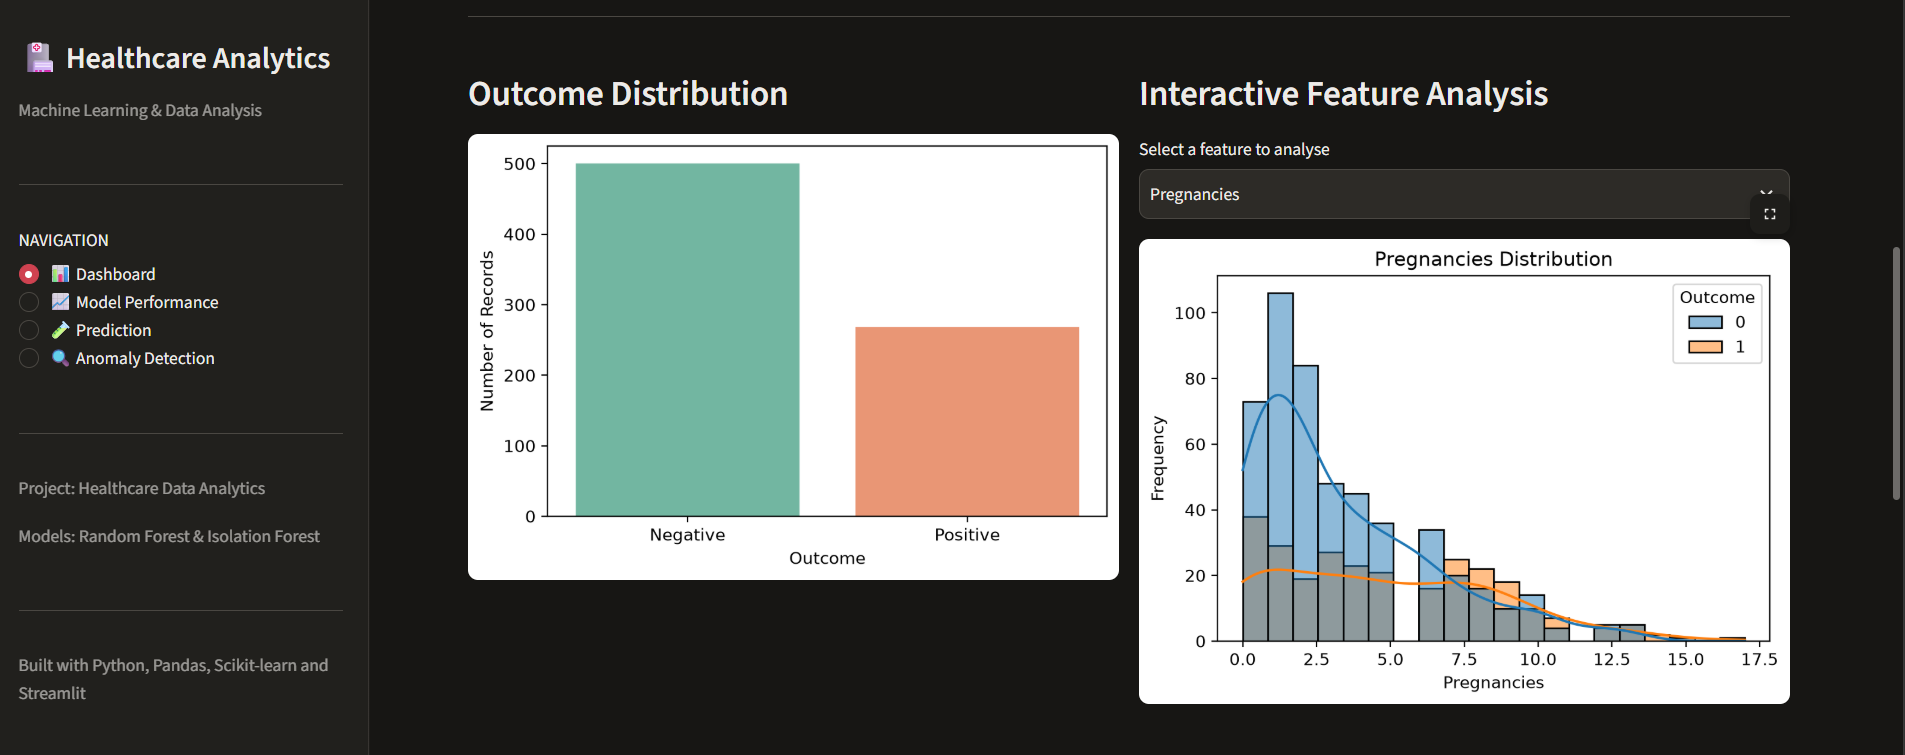 Healthcare Analytics
Machine Learning & Data Analysis
NAVIGATION
Dashboard
Model Performance
Prediction
Anomaly Detection
Project: Healthcare Data Analytics
Models: Random Forest & Isolation Forest
Built with Python, Pandas, Scikit-learn and
Streamlit
Outcome Distribution
500
400
300
200
100
0
Number of Records
Negative
Positive
Outcome
Interactive Feature Analysis
Select a feature to analyse
Pregnancies
Pregnancies Distribution
Outcome
0
1
100
80
60
40
20
0
Frequency
0.0
2.5
5.0
7.5
10.0
12.5
15.0
17.5
Pregnancies